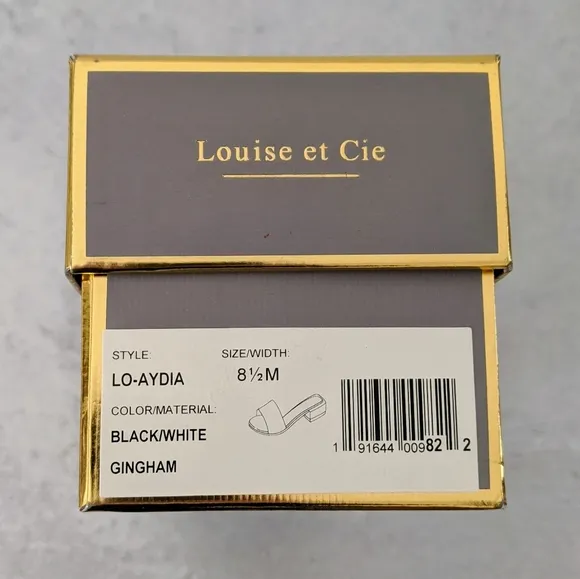 Louise et Cie
STYLE: SIZE/WIDTH:
LO-AYDIA 8½M
COLOR/MATERIAL:
BLACK/WHITE
GINGHAM
1 91644 00982 2